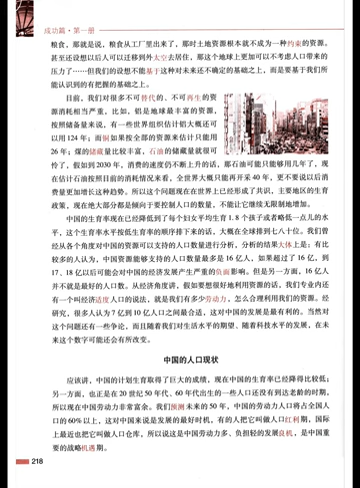 成功篇·第一册
粮食，那就是说，粮食从工厂里出来了，那时土地资源根本就不成为一种约束的资源。
甚至还设想以后人可以迁移到外太空去居住，那这个地球上更加可以不考虑人口带来的
压力了……但我们的设想不能基于这种对未来还不确定的基础之上，而是要基于我们所
能认识到的有把握的基础之上。
目前，我们对很多不可替代的、不可再生的资
源消耗相当严重，比如，铝是地球最丰富的资源，
按照储备量来说，有一些世界组织估计铝大概还可
以用124年；而铜如果按全部的资源来估计只能用
26年；煤的储藏量比较丰富，石油的储藏量就很可
怜了，假如到2030年，消费的速度仍不断上升的话，那石油可能只能够用几年了，现
在估计石油按照目前的消耗情况来看，全世界大概只能再开采40年，更不要说以后消
费量更加增长这种趋势。所以这个问题现在在世界上已经形成了共识，主要地区的生育
政策，现在绝大部分都是倾向于要控制人口的数量，不能让它继续无限制地增加。
中国的生育率现在已经降低到了每个妇女平均生育1.8个孩子或者略低一点儿的水
平，这个生育率水平按低生育率的顺序排下来的话，大概在全球排到七八十位。我们曾
经从各个角度对中国的资源可以支持的人口数量进行分析，分析的结果大体上是：有比
较多的人认为，中国资源能够支持的人口数量最多是16亿人，如果超过了16亿，到
17、18亿以后可能会对中国的经济发展产生严重的负面影响。但是另一方面，16亿人
并不就是最好的人口数。从经济角度讲，假如要想很好地利用资源的话，我们专业内还
有一个叫经济适度人口的说法，就是我们有多少劳动力，怎么合理利用我们的资源。经
研究，很多人认为7亿到10亿人口之间最合适，这对中国的发展是最有利的。当然对
这个问题还有一些争论，而且随着我们对生活水平的期望、随着科技水平的发展，在未
来这个数字可能还会有所改变。
中国的人口现状
应该讲，中国的计划生育取得了巨大的成绩，现在中国的生育率已经降得比较低；
另一方面，也正是在20世纪50年代、60年代出生的一些人口还没有到达老龄的时期，
所以现在中国劳动力非常富余。我们预测未来的50年，中国的劳动力人口将占全国人
口的60%以上，这对中国来说是发展的最好时机，有的人把它叫做人口红利期，国际
上最近也把它叫做人口仓库，所以说这是中国劳动力多、负担轻的发展良机，是中国重
要的战略机遇期。
218